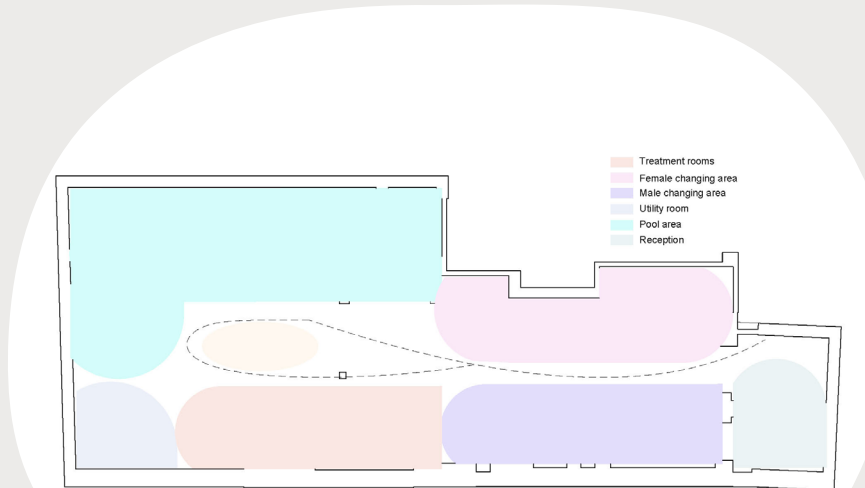 Treatment rooms
Female changing area
Male changing area
Utility room
Pool area
Reception